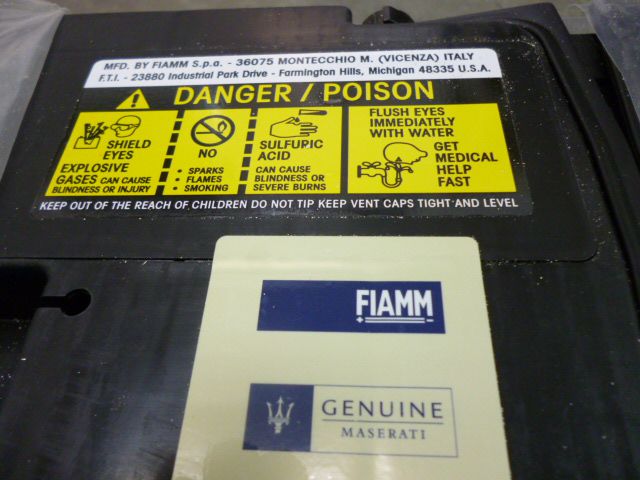 MFD. BY FIAMM S.p.a. - 36075 MONTECCHIO M. (VICENZA) ITALY
F.T.I. - 23880 Industrial Park Drive - Farmington Hills, Michigan 48335 U.S.A.
DANGER / POISON
SHIELD
EYES
EXPLOSIVE
GASES CAN CAUSE
BLINDNESS OR INJURY
NO
• SPARKS
• FLAMES
• SMOKING
SULFURIC
ACID
CAN CAUSE
BLINDNESS OR
SEVERE BURNS
FLUSH EYES
IMMEDIATELY
WITH WATER
GET
MEDICAL
HELP
FAST
KEEP OUT OF THE REACH OF CHILDREN DO NOT TIP KEEP VENT CAPS TIGHT AND LEVEL
FIAMM
GENUINE
MASERATI